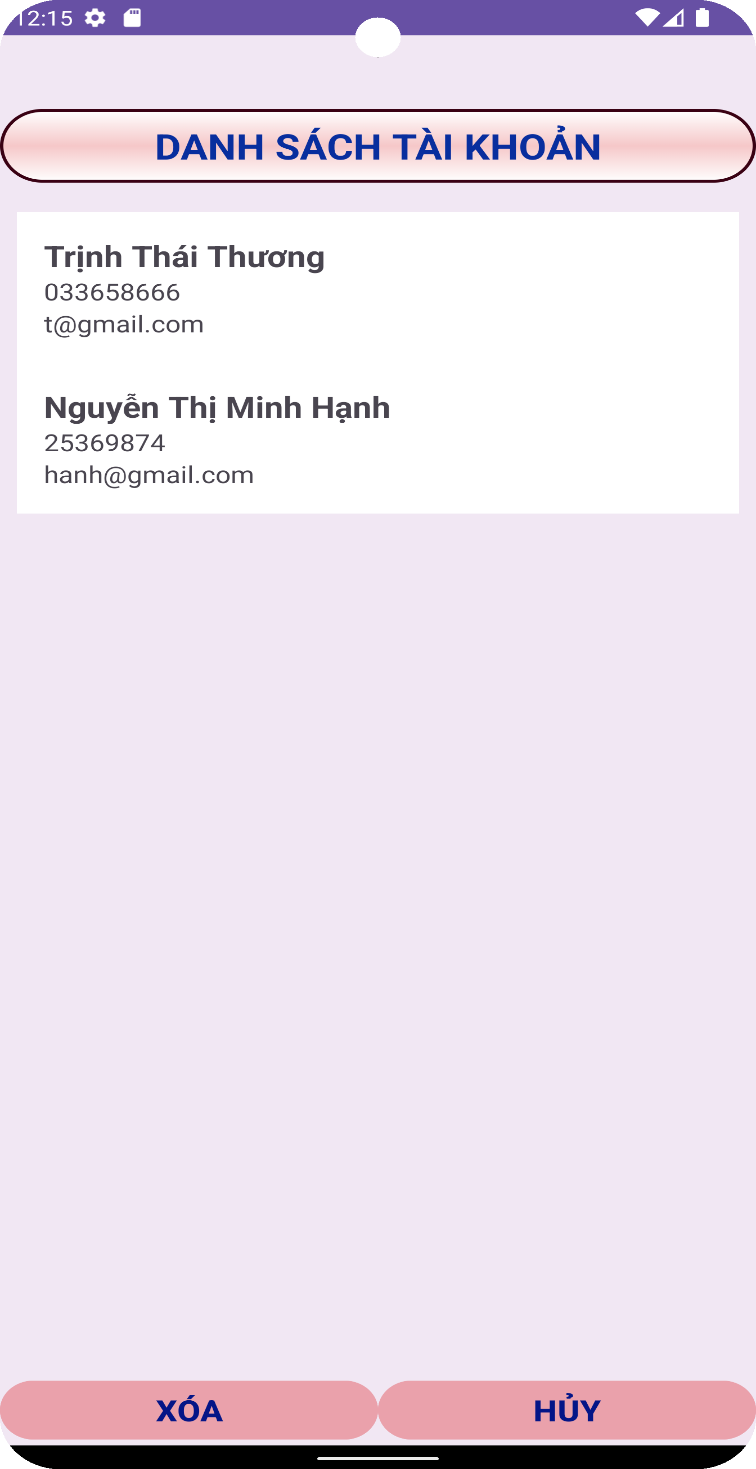 12:15
DANH SÁCH TÀI KHOẢN
Trịnh Thái Thương
033658666
t@gmail.com
Nguyễn Thị Minh Hạnh
25369874
hanh@gmail.com
XÓA
HỦY